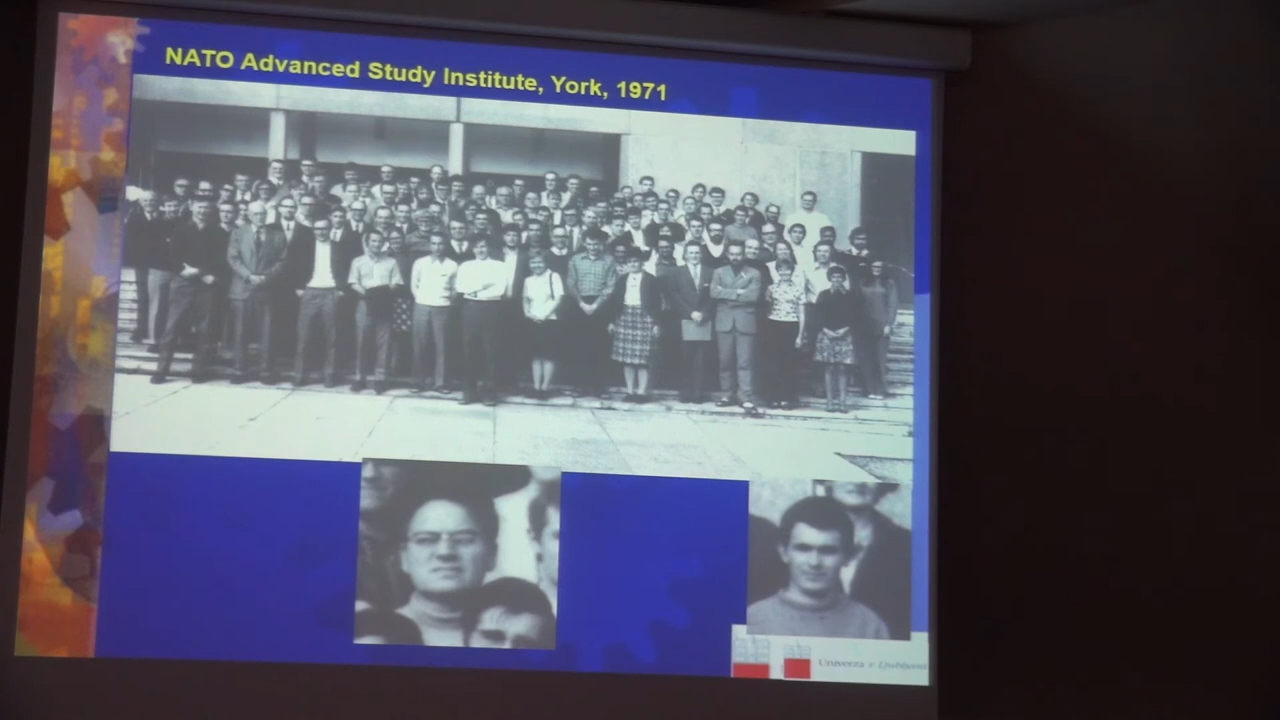 NATO Advanced Study Institute, York, 1971
Univerza v Ljubljani